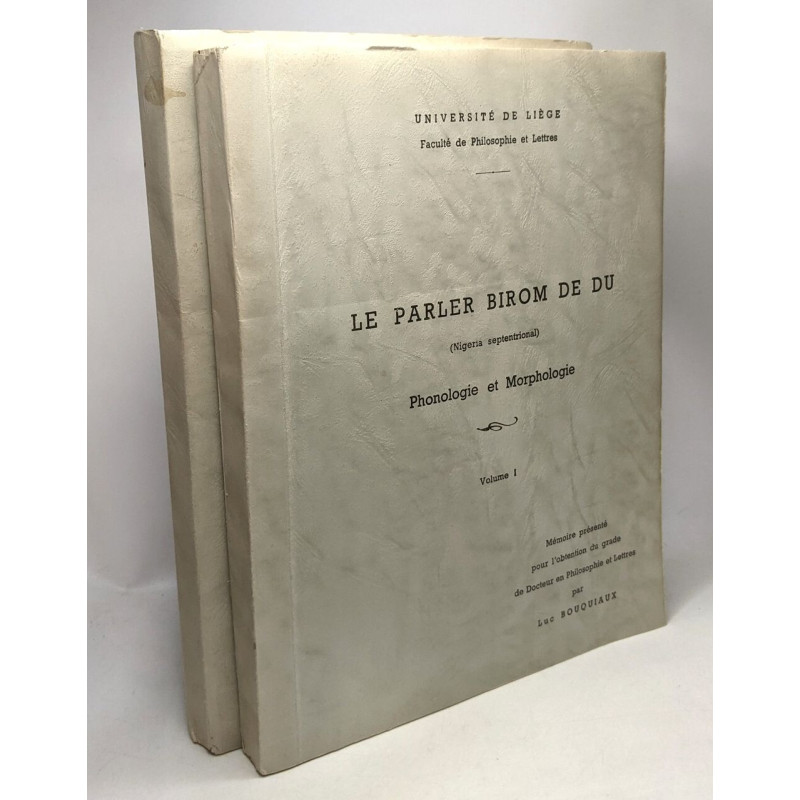 UNIVERSITÉ DE LIÈGE
Faculté de Philosophie et Lettres
LE PARLER BIROM DE DU
(Nigeria septentrional)
Phonologie et Morphologie
Volume I
Mémoire présenté
pour l'obtention du grade
de Docteur en Philosophie et Lettres
par
Luc BOUQUIAUX